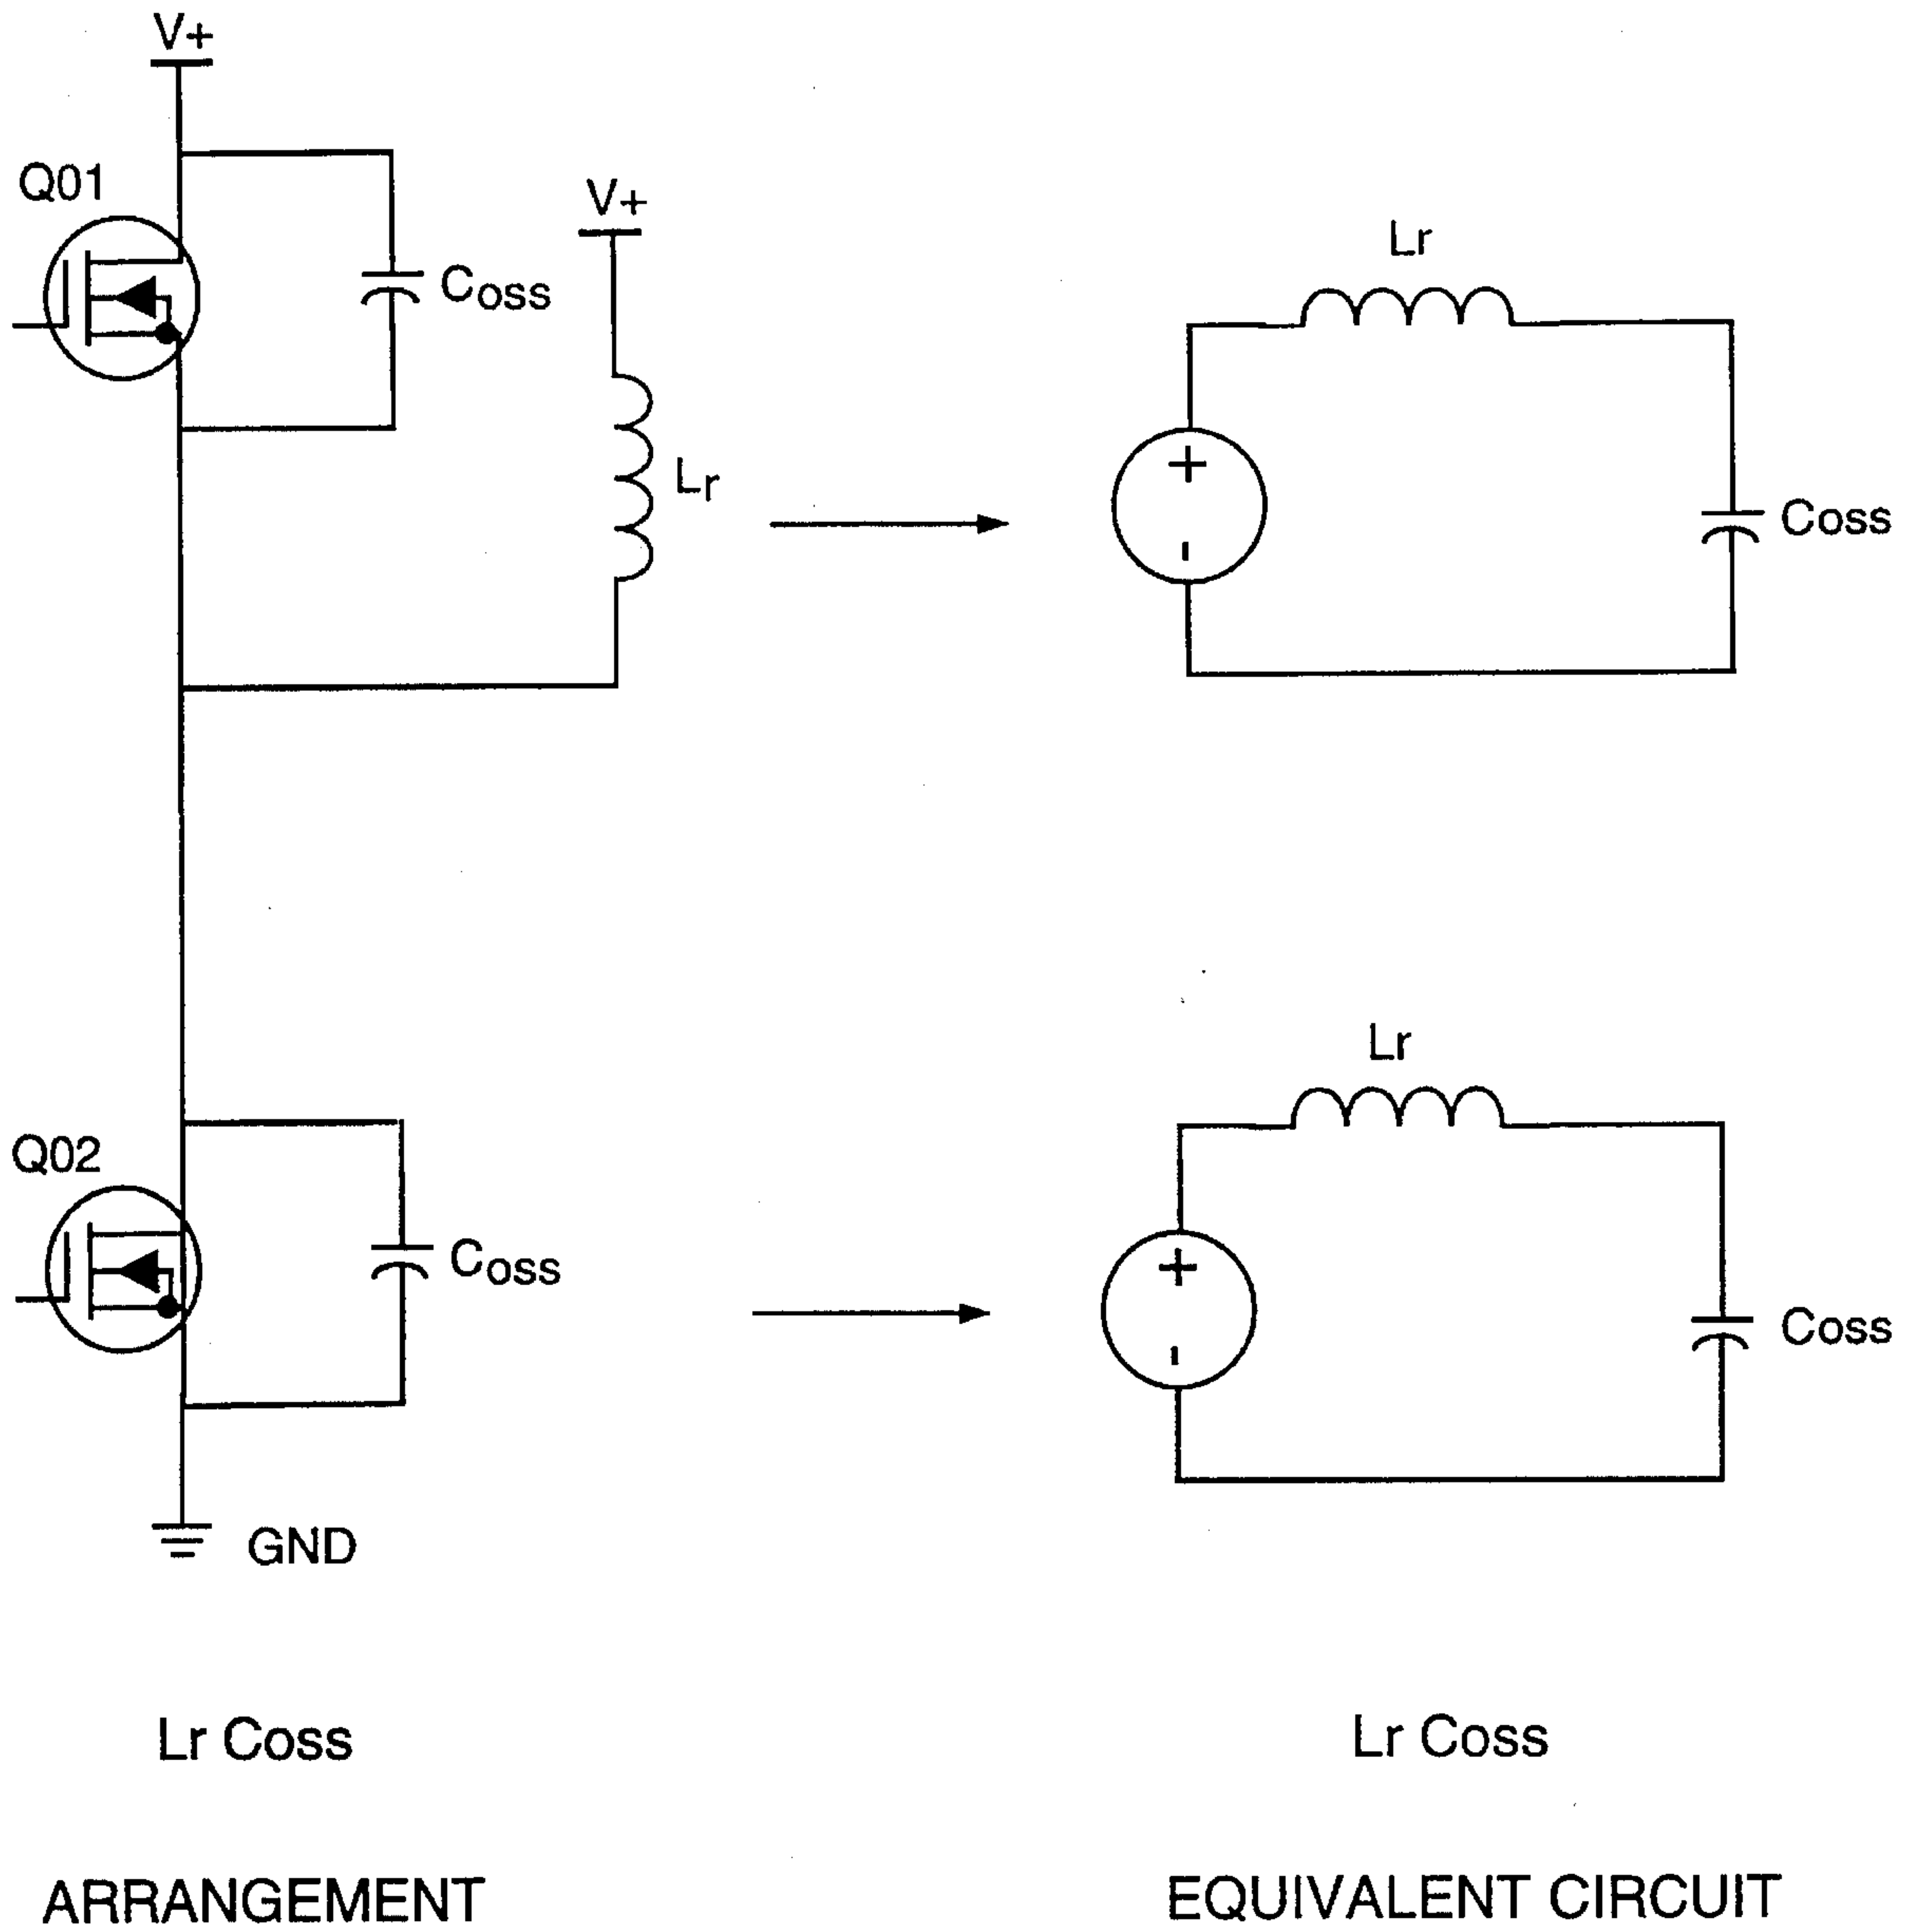 V+
Q01
COSS
V+
Lr
Lr
+
-
Coss
Q02
COSS
GND
Lr
+
-
Coss
Lr Coss
Lr Coss
ARRANGEMENT
EQUIVALENT CIRCUIT